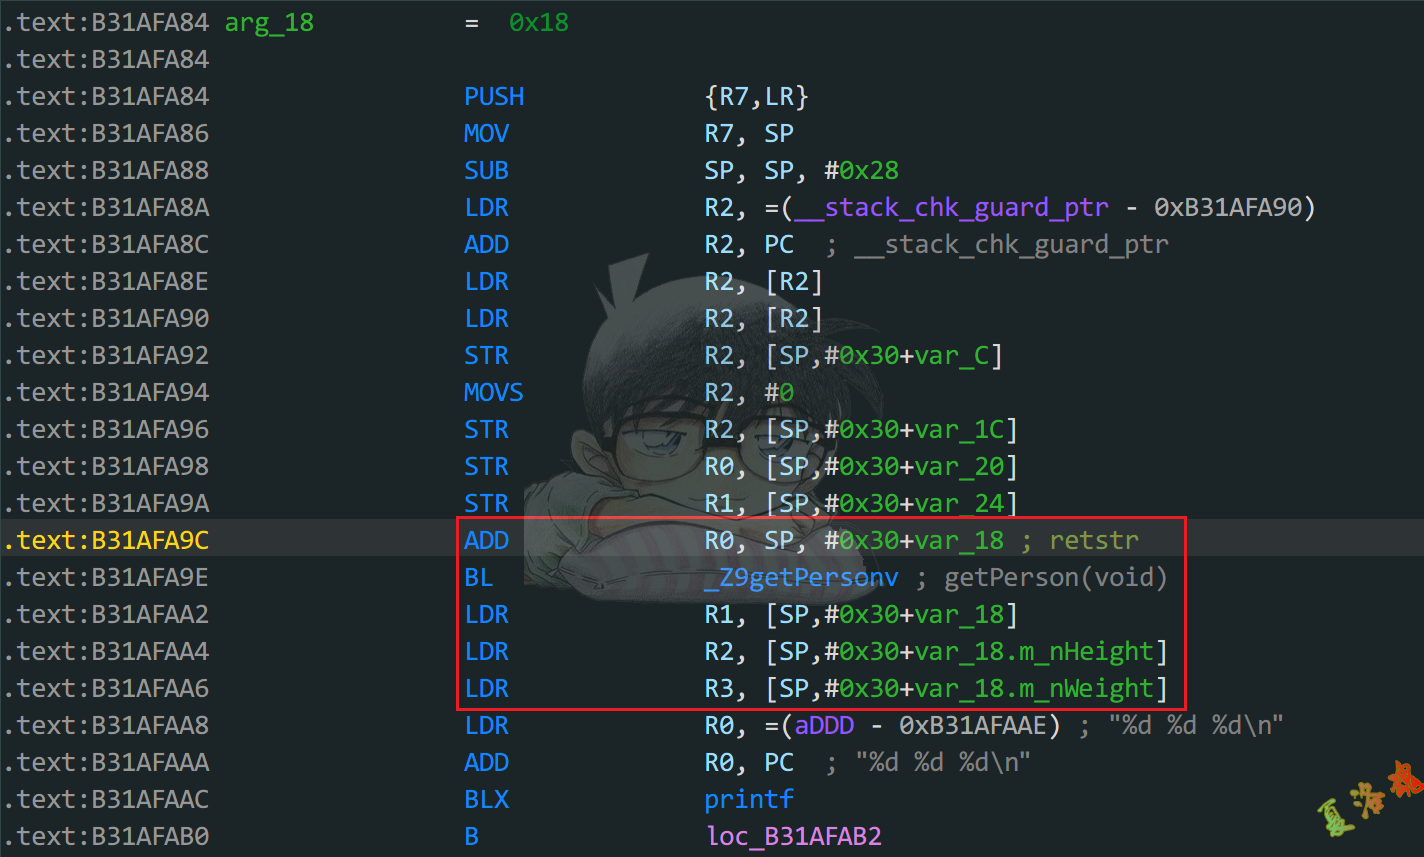 .text:B31AFA84 arg_18 = 0x18
.text:B31AFA84
.text:B31AFA84 PUSH {R7,LR}
.text:B31AFA86 MOV R7, SP
.text:B31AFA88 SUB SP, SP, #0x28
.text:B31AFA8A LDR R2, =(__stack_chk_guard_ptr - 0xB31AFA90)
.text:B31AFA8C ADD R2, PC ; __stack_chk_guard_ptr
.text:B31AFA8E LDR R2, [R2]
.text:B31AFA90 LDR R2, [R2]
.text:B31AFA92 STR R2, [SP,#0x30+var_C]
.text:B31AFA94 MOVS R2, #0
.text:B31AFA96 STR R2, [SP,#0x30+var_1C]
.text:B31AFA98 STR R0, [SP,#0x30+var_20]
.text:B31AFA9A STR R1, [SP,#0x30+var_24]
.text:B31AFA9C ADD R0, SP, #0x30+var_18 ; retstr
.text:B31AFA9E BL _Z9getPersonv ; getPerson(void)
.text:B31AFAA2 LDR R1, [SP,#0x30+var_18]
.text:B31AFAA4 LDR R2, [SP,#0x30+var_18.m_nHeight]
.text:B31AFAA6 LDR R3, [SP,#0x30+var_18.m_nWeight]
.text:B31AFAA8 LDR R0, =(aDDD - 0xB31AFAAE) ; "%d %d %d\n"
.text:B31AFAAA ADD R0, PC ; "%d %d %d\n"
.text:B31AFAAC BLX printf
.text:B31AFAB0 B loc_B31AFAB2